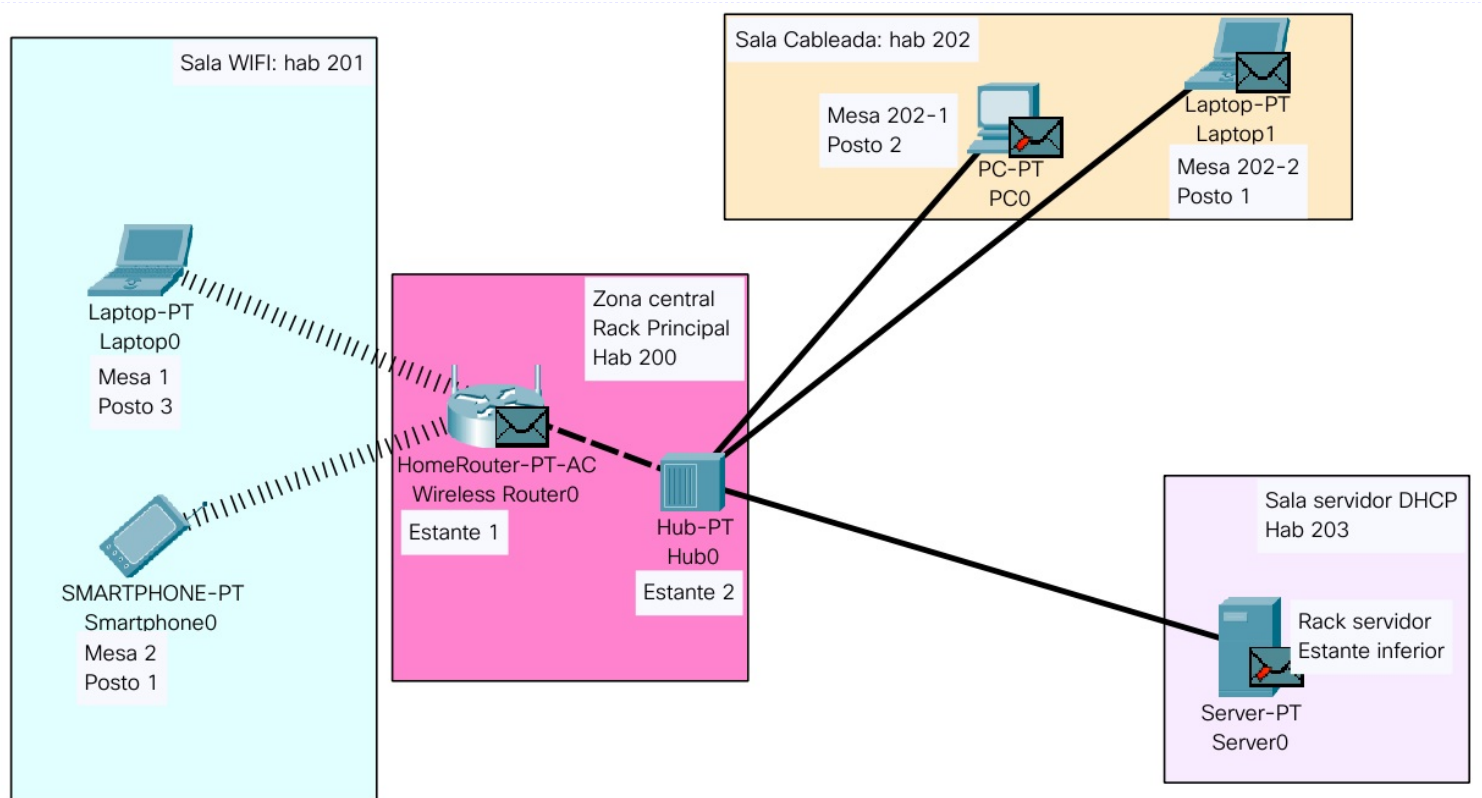 Sala WIFI: hab 201
Laptop-PT
Laptop0
Mesa 1
Posto 3
SMARTPHONE-PT
Smartphone0
Mesa 2
Posto 1
Zona central
Rack Principal
Hab 200
HomeRouter-PT-AC
Wireless Router0
Estante 1
Hub-PT
Hub0
Estante 2
Sala Cableada: hab 202
Mesa 202-1
Posto 2
PC-PT
PC0
Laptop-PT
Laptop1
Mesa 202-2
Posto 1
Sala servidor DHCP
Hab 203
Rack servidor
Estante inferior
Server-PT
Server0